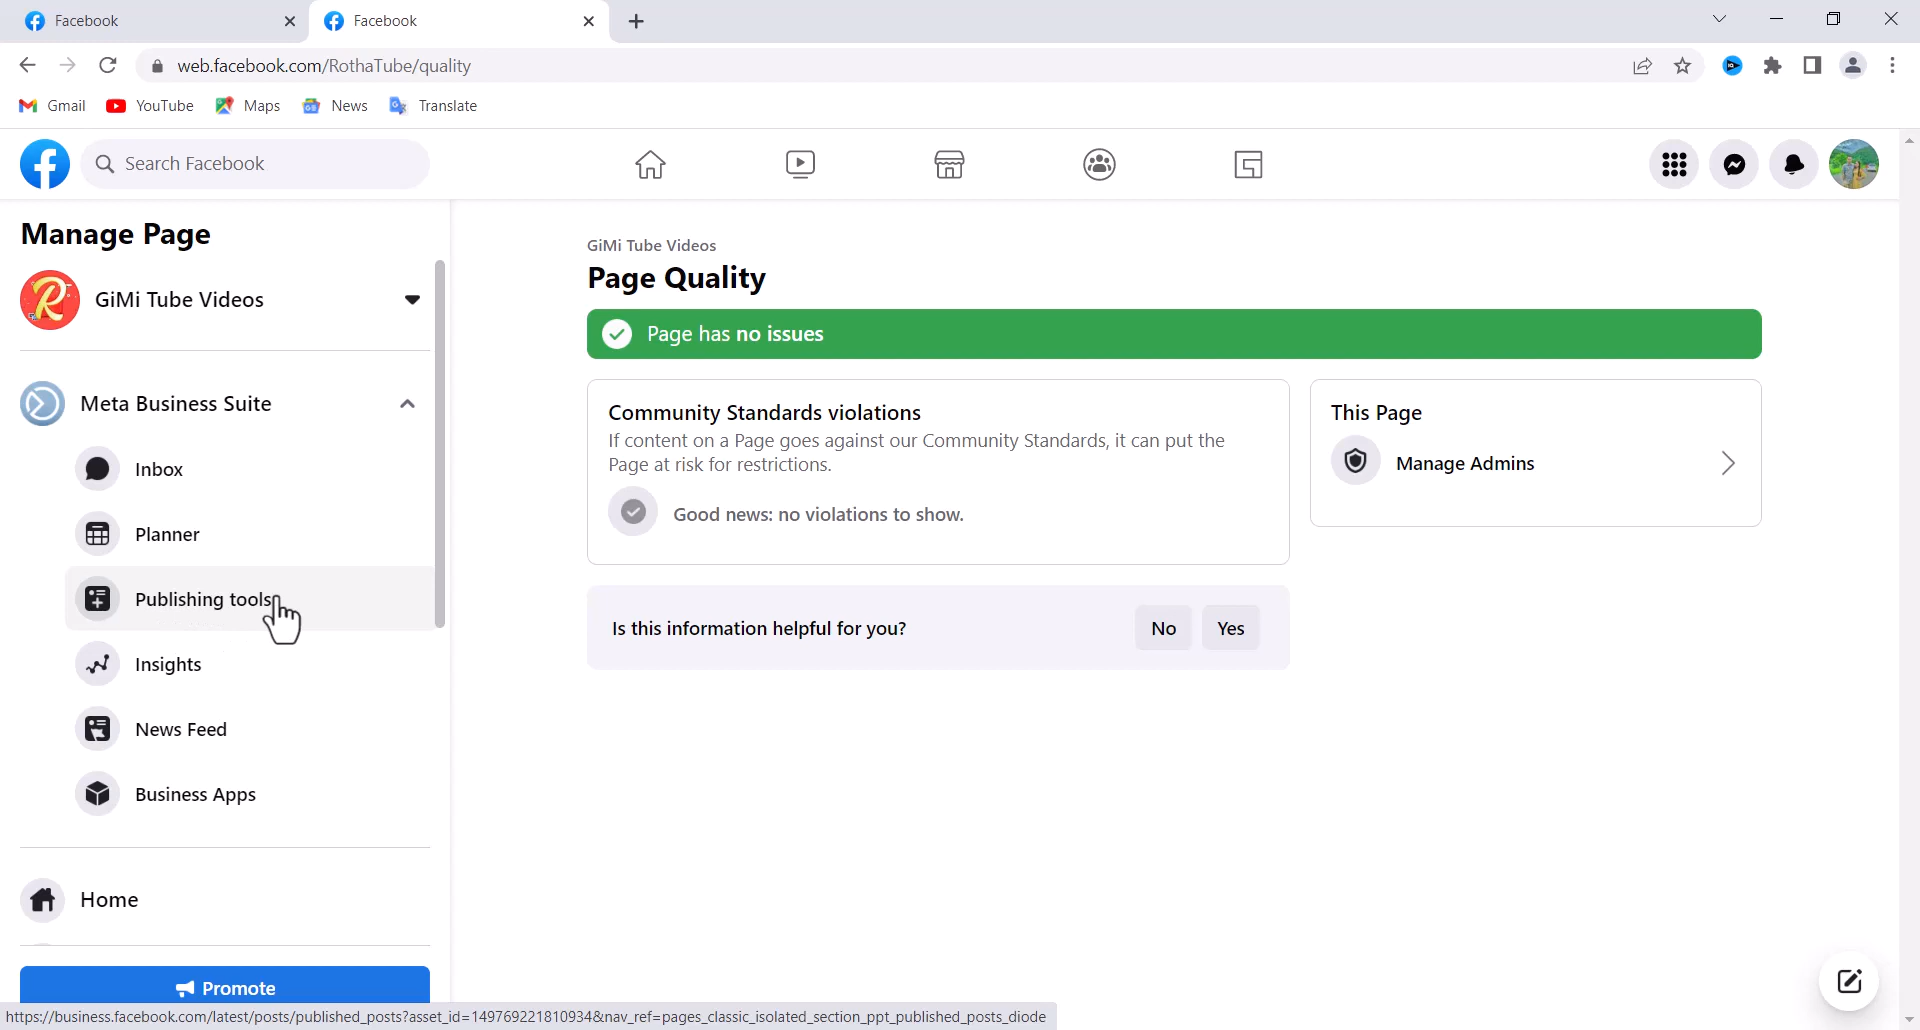 Facebook
Facebook
web.facebook.com/RothaTube/quality
Gmail
YouTube
Maps
News
Translate
Search Facebook
Manage Page
GiMi Tube Videos
Meta Business Suite
Inbox
Planner
Publishing tools
Insights
News Feed
Business Apps
Home
Promote
GiMi Tube Videos
Page Quality
Page has no issues
Community Standards violations
If content on a Page goes against our Community Standards, it can put the
Page at risk for restrictions.
Good news: no violations to show.
Is this information helpful for you?
No
Yes
This Page
Manage Admins
https://business.facebook.com/latest/posts/published_posts?asset_id=149769221810934&nav_ref=pages_classic_isolated_section_ppt_published_posts_diode